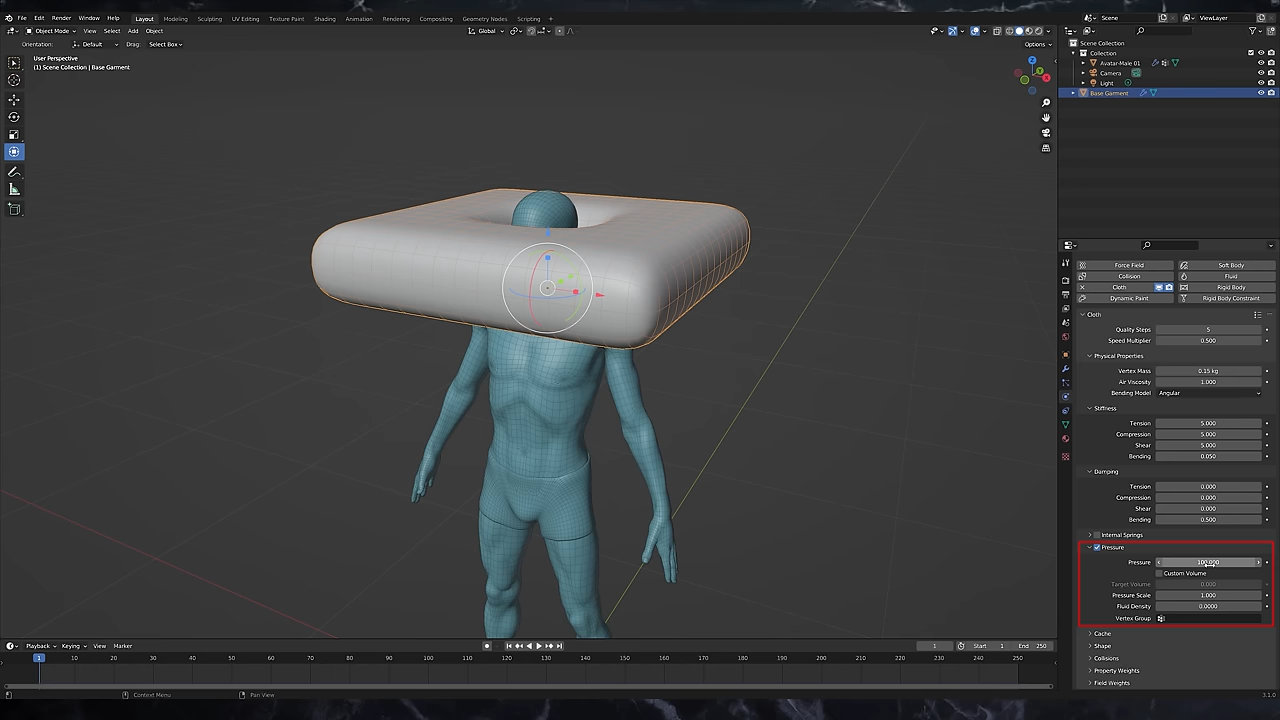 File Edit Render Window Help Layout Modeling Sculpting UV Editing Texture Paint Shading Animation Rendering Compositing Geometry Nodes Scripting + Scene ViewLayer
Object Mode View Select Add Object Global
Orientation: Default Drag: Select Box Options
User Perspective
(1) Scene Collection | Base Garment
Z
Y
X
Scene Collection
Collection
Avatar-Male 01
Camera
Light
Base Garment
Force Field Soft Body
Collision Fluid
Cloth Rigid Body
Dynamic Paint Rigid Body Constraint
Cloth
Quality Steps 5
Speed Multiplier 0.500
Physical Properties
Vertex Mass 0.15 kg
Air Viscosity 1.000
Bending Model Angular
Stiffness
Tension 5.000
Compression 5.000
Shear 5.000
Bending 0.050
Damping
Tension 0.000
Compression 0.000
Shear 0.000
Bending 0.500
Internal Springs
Pressure
Pressure 100.000
Custom Volume
Target Volume 0.000
Pressure Scale 1.000
Fluid Density 0.0000
Vertex Group
Cache
Shape
Collisions
Property Weights
Field Weights
Playback Keying View Marker 1 Start 1 End 250
1 10 20 30 40 50 60 70 80 90 100 110 120 130 140 150 160 170 180 190 200 210 220 230 240 250
Context Menu Pan View 3.1.0